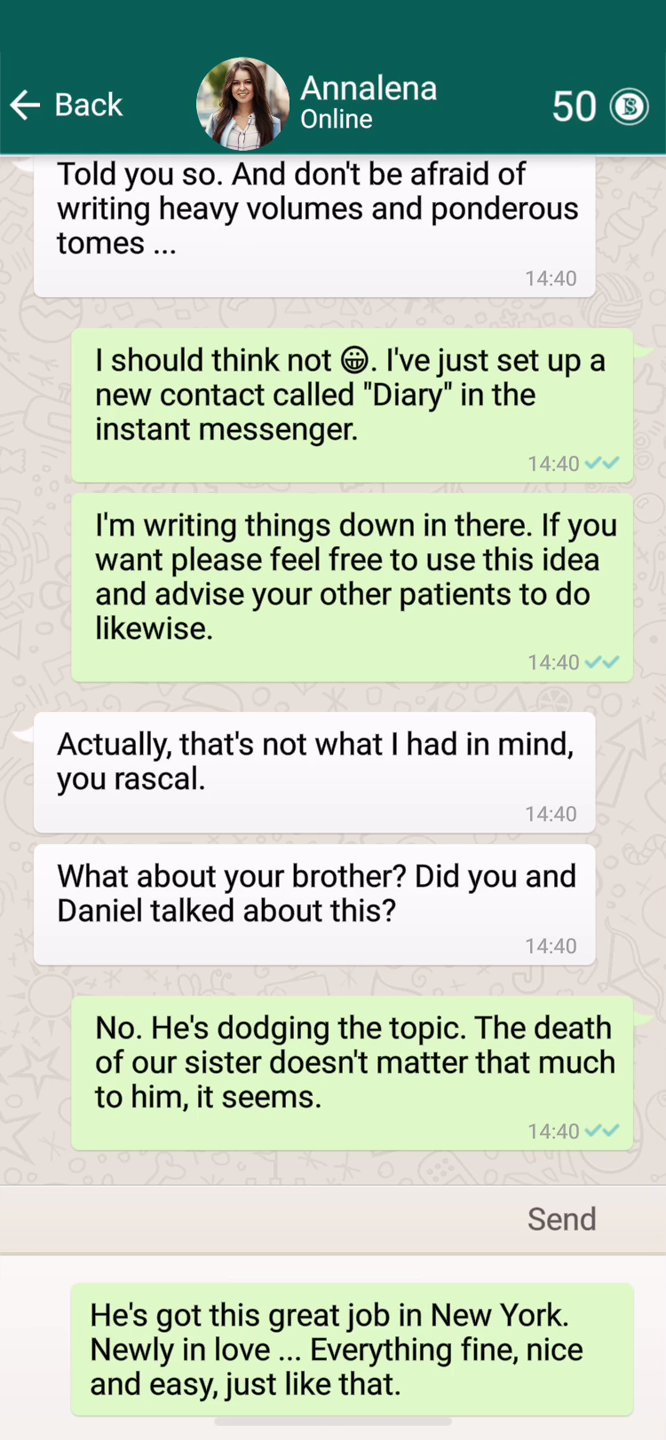 Back
Annalena
Online
50
Told you so. And don't be afraid of
writing heavy volumes and ponderous
tomes ...
14:40
I should think not 😀. I've just set up a
new contact called "Diary" in the
instant messenger.
14:40
I'm writing things down in there. If you
want please feel free to use this idea
and advise your other patients to do
likewise.
14:40
Actually, that's not what I had in mind,
you rascal.
14:40
What about your brother? Did you and
Daniel talked about this?
14:40
No. He's dodging the topic. The death
of our sister doesn't matter that much
to him, it seems.
14:40
Send
He's got this great job in New York.
Newly in love ... Everything fine, nice
and easy, just like that.